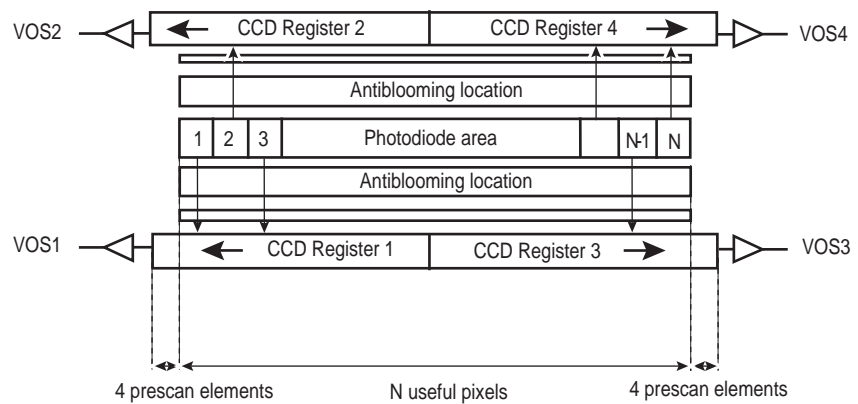 VOS2 CCD Register 2 CCD Register 4 VOS4
Antiblooming location
1 2 3 Photodiode area N-1 N
Antiblooming location
VOS1 CCD Register 1 CCD Register 3 VOS3
4 prescan elements N useful pixels 4 prescan elements